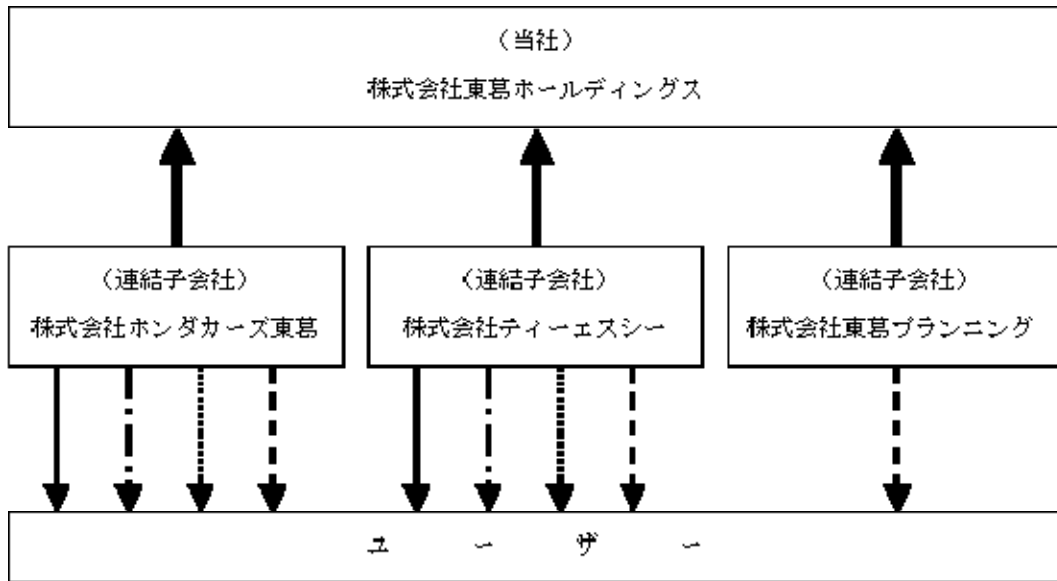 （当社）
株式会社東葛ホールディングス
（連結子会社）
株式会社ホンダカーズ東葛
（連結子会社）
株式会社ティーエスシー
（連結子会社）
株式会社東葛プランニング
ユーザー